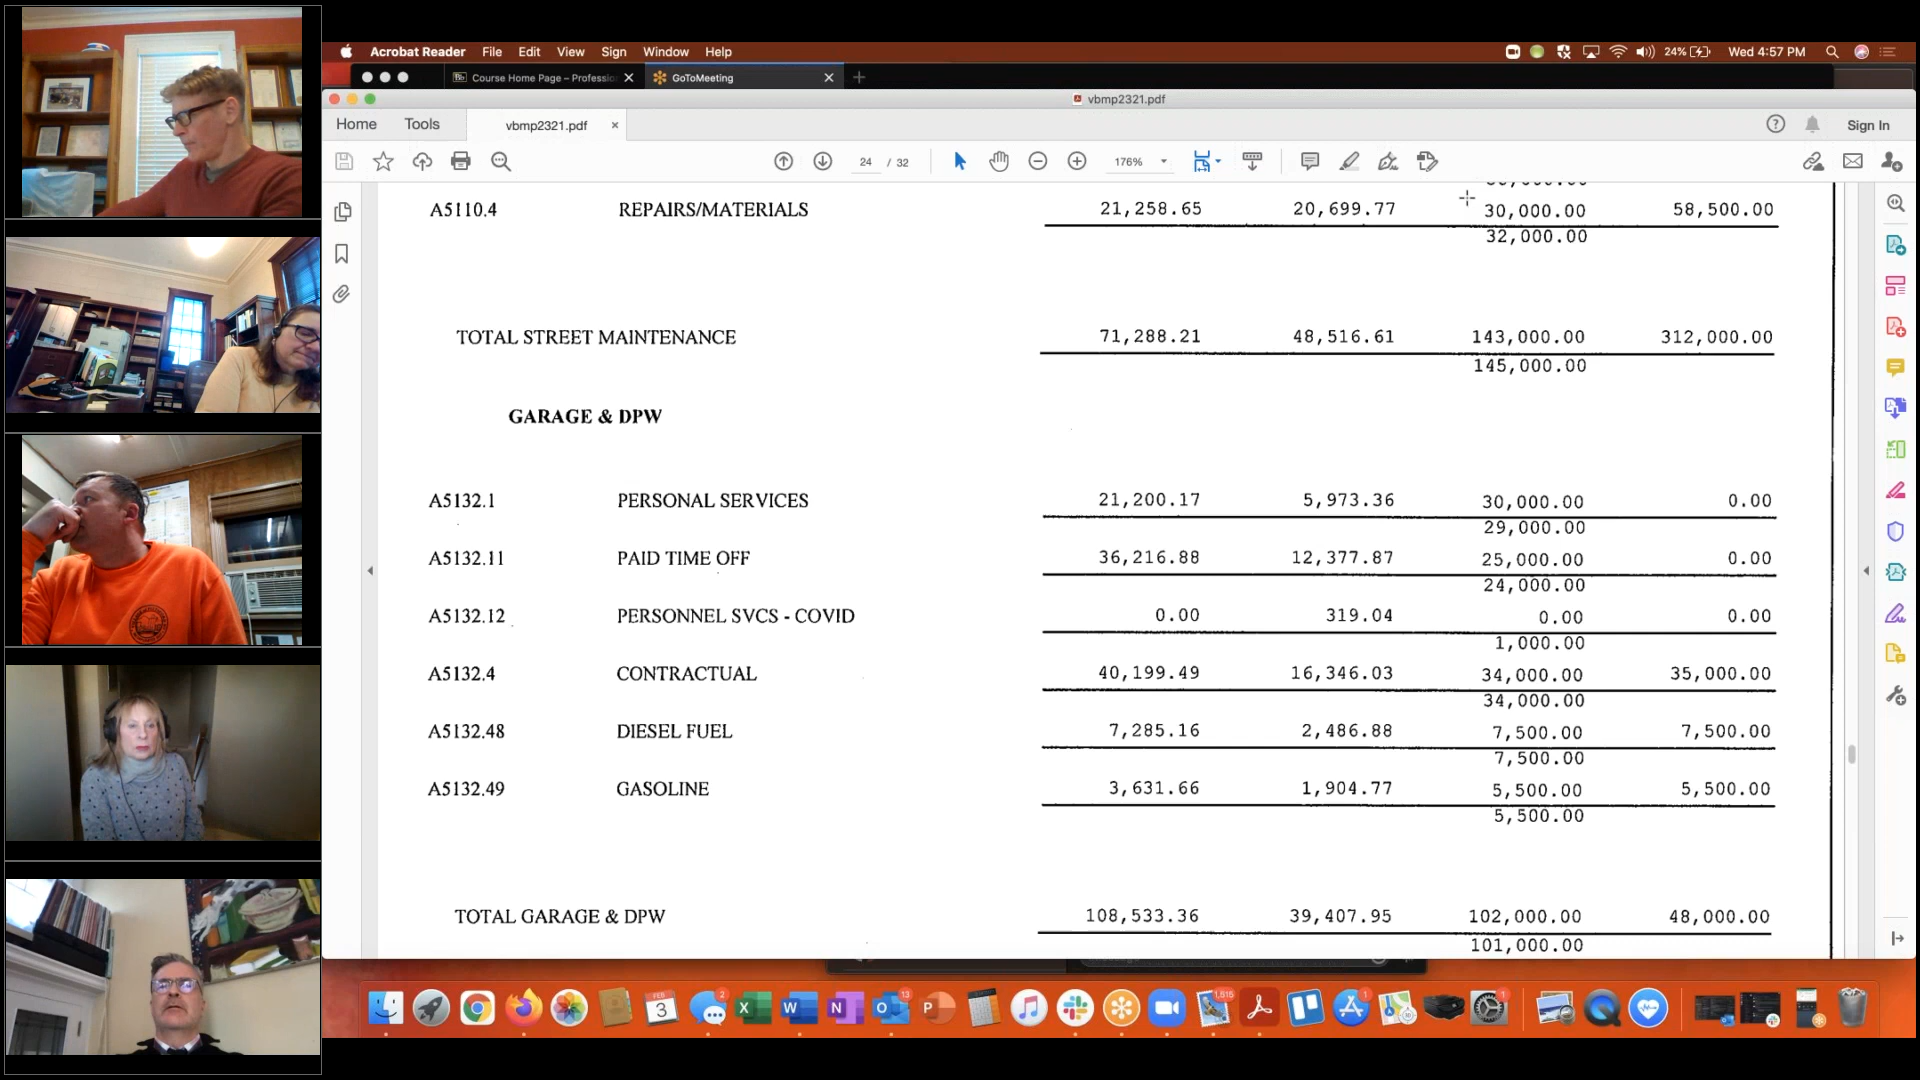 Acrobat Reader File Edit View Sign Window Help 24% Wed 4:57 PM
Course Home Page – Professio GoToMeeting
vbmp2321.pdf
Home Tools vbmp2321.pdf Sign In
24 / 32 176%
A5110.4 REPAIRS/MATERIALS 21,258.65 20,699.77 30,000.00 58,500.00
32,000.00
TOTAL STREET MAINTENANCE 71,288.21 48,516.61 143,000.00 312,000.00
145,000.00
GARAGE & DPW
A5132.1 PERSONAL SERVICES 21,200.17 5,973.36 30,000.00 0.00
29,000.00
A5132.11 PAID TIME OFF 36,216.88 12,377.87 25,000.00 0.00
24,000.00
A5132.12 PERSONNEL SVCS - COVID 0.00 319.04 0.00 0.00
1,000.00
A5132.4 CONTRACTUAL 40,199.49 16,346.03 34,000.00 35,000.00
34,000.00
A5132.48 DIESEL FUEL 7,285.16 2,486.88 7,500.00 7,500.00
7,500.00
A5132.49 GASOLINE 3,631.66 1,904.77 5,500.00 5,500.00
5,500.00
TOTAL GARAGE & DPW 108,533.36 39,407.95 102,000.00 48,000.00
101,000.00
FEB
3 2 13